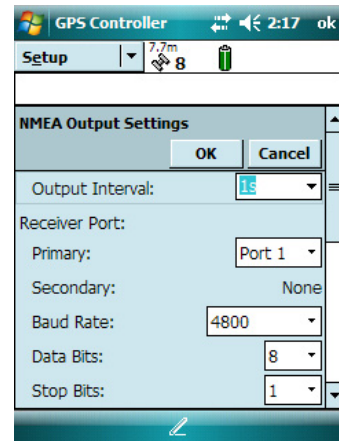 GPS Controller 2:17 ok
Setup 7.7m 8
NMEA Output Settings
OK Cancel
Output Interval: 1s
Receiver Port:
Primary: Port 1
Secondary: None
Baud Rate: 4800
Data Bits: 8
Stop Bits: 1